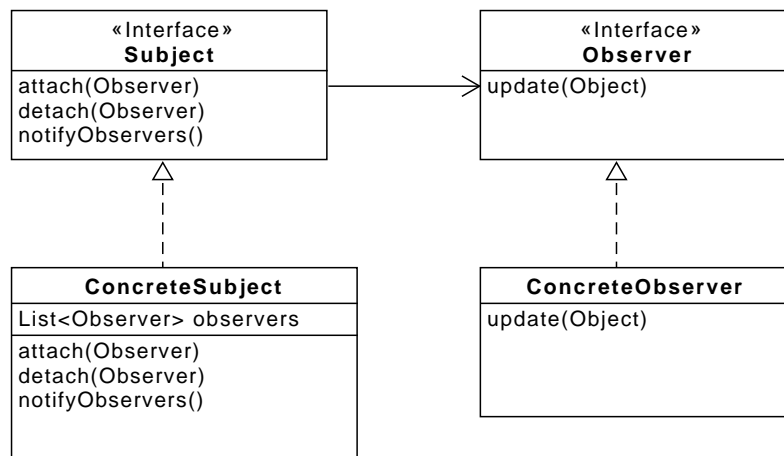 «Interface»
Subject
attach(Observer)
detach(Observer)
notifyObservers()
«Interface»
Observer
update(Object)
ConcreteSubject
List<Observer> observers
attach(Observer)
detach(Observer)
notifyObservers()
ConcreteObserver
update(Object)